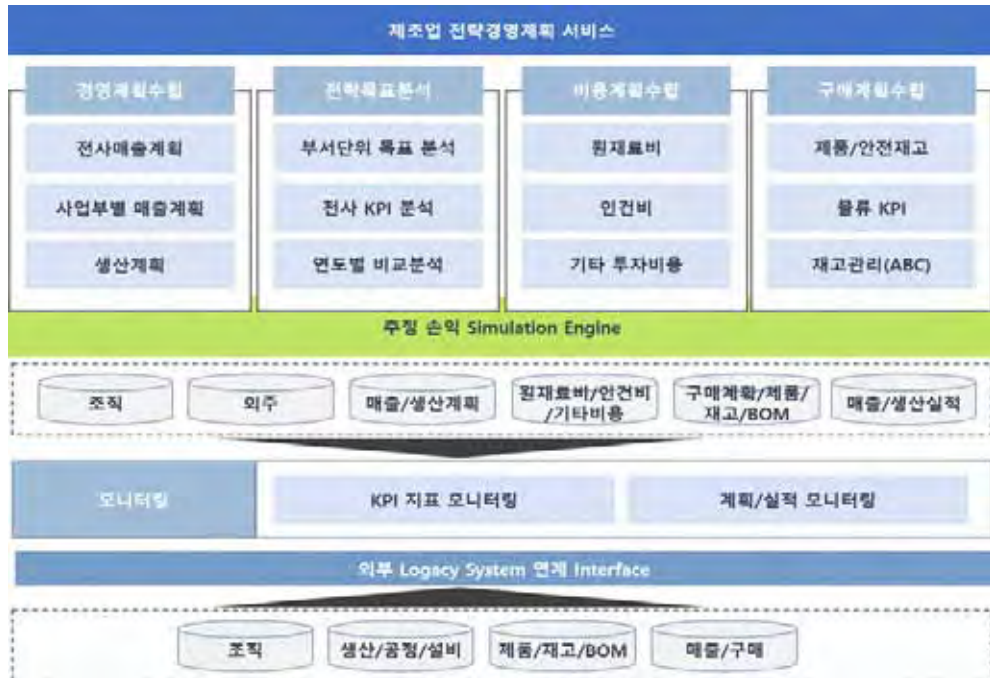 제조업 전략경영계획 서비스
경영계획수립
전략목표분석
비용계획수립
구매계획수립
전사매출계획
부서단위 목표 분석
원재료비
제품/안전재고
사업부별 매출계획
전사 KPI 분석
인건비
물류 KPI
생산계획
연도별 비교분석
기타 투자비용
재고관리(ABC)
추정 손익 Simulation Engine
조직
외주
매출/생산계획
원재료비/인건비
/기타비용
구매계획/제품/
재고/BOM
매출/생산실적
모니터링
KPI 지표 모니터링
계획/실적 모니터링
외부 Logacy System 연계 Interface
조직
생산/공정/설비
제품/재고/BOM
매출/구매